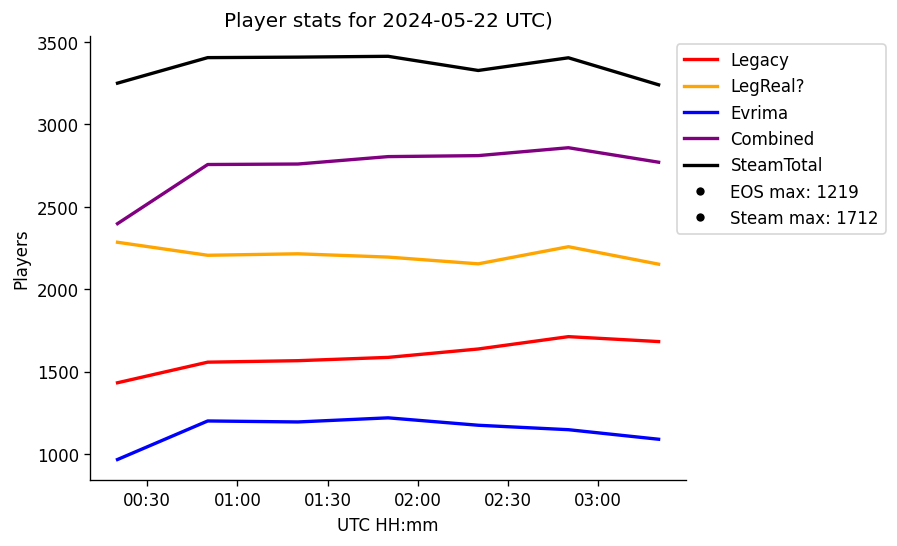 Player stats for 2024-05-22 UTC)
3500
3000
2500
2000
1500
1000
Players
00:30 01:00 01:30 02:00 02:30 03:00
UTC HH:mm
Legacy
LegReal?
Evrima
Combined
SteamTotal
EOS max: 1219
Steam max: 1712